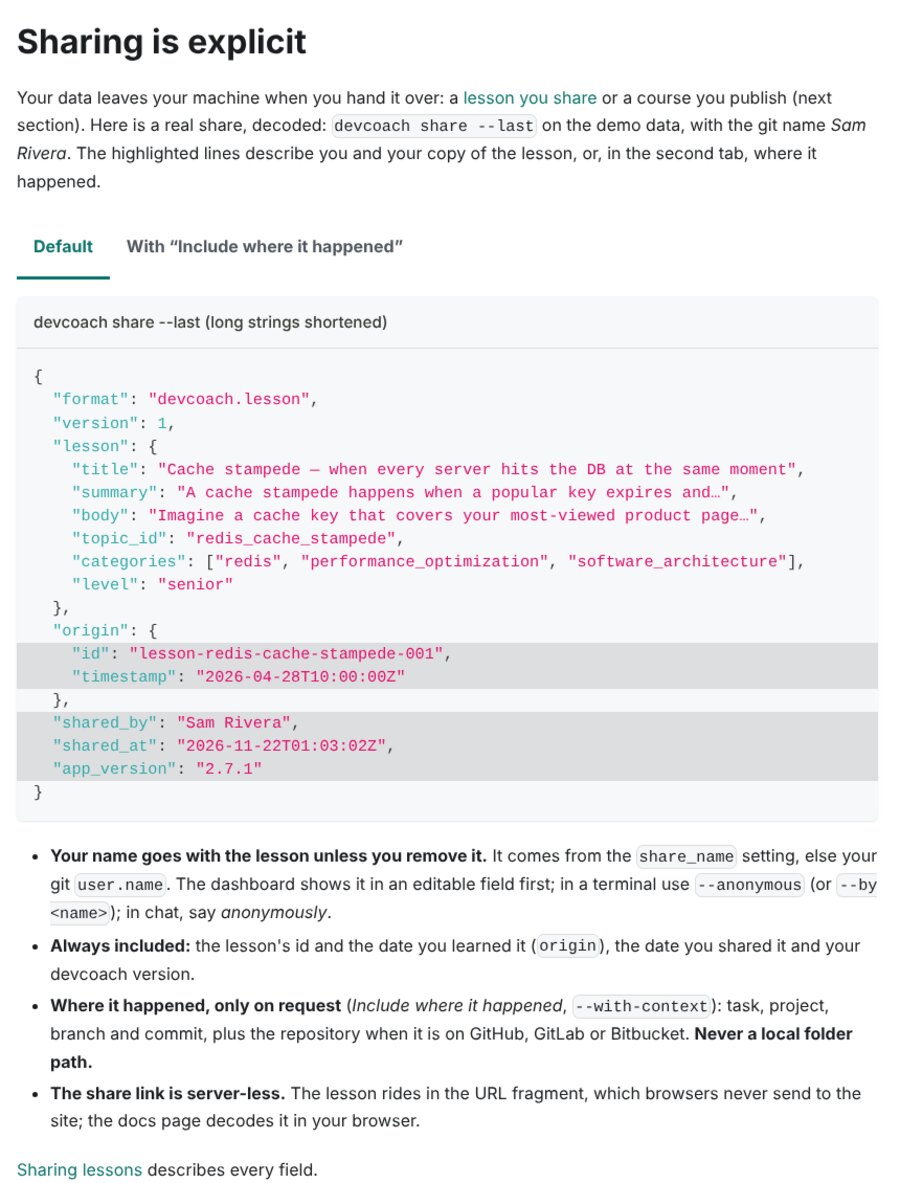 Sharing is explicit
Your data leaves your machine when you hand it over: a lesson you share or a course you publish (next
section). Here is a real share, decoded: devcoach share --last on the demo data, with the git name Sam
Rivera. The highlighted lines describe you and your copy of the lesson, or, in the second tab, where it
happened.
Default    With “Include where it happened”
devcoach share --last (long strings shortened)
{
  "format": "devcoach.lesson",
  "version": 1,
  "lesson": {
    "title": "Cache stampede — when every server hits the DB at the same moment",
    "summary": "A cache stampede happens when a popular key expires and…",
    "body": "Imagine a cache key that covers your most-viewed product page…",
    "topic_id": "redis_cache_stampede",
    "categories": ["redis", "performance_optimization", "software_architecture"],
    "level": "senior"
  },
  "origin": {
    "id": "lesson-redis-cache-stampede-001",
    "timestamp": "2026-04-28T10:00:00Z"
  },
  "shared_by": "Sam Rivera",
  "shared_at": "2026-11-22T01:03:02Z",
  "app_version": "2.7.1"
}
• Your name goes with the lesson unless you remove it. It comes from the share_name setting, else your
git user.name. The dashboard shows it in an editable field first; in a terminal use --anonymous (or --by
<name>); in chat, say anonymously.
• Always included: the lesson's id and the date you learned it (origin), the date you shared it and your
devcoach version.
• Where it happened, only on request (Include where it happened, --with-context): task, project,
branch and commit, plus the repository when it is on GitHub, GitLab or Bitbucket. Never a local folder
path.
• The share link is server-less. The lesson rides in the URL fragment, which browsers never send to the
site; the docs page decodes it in your browser.
Sharing lessons describes every field.